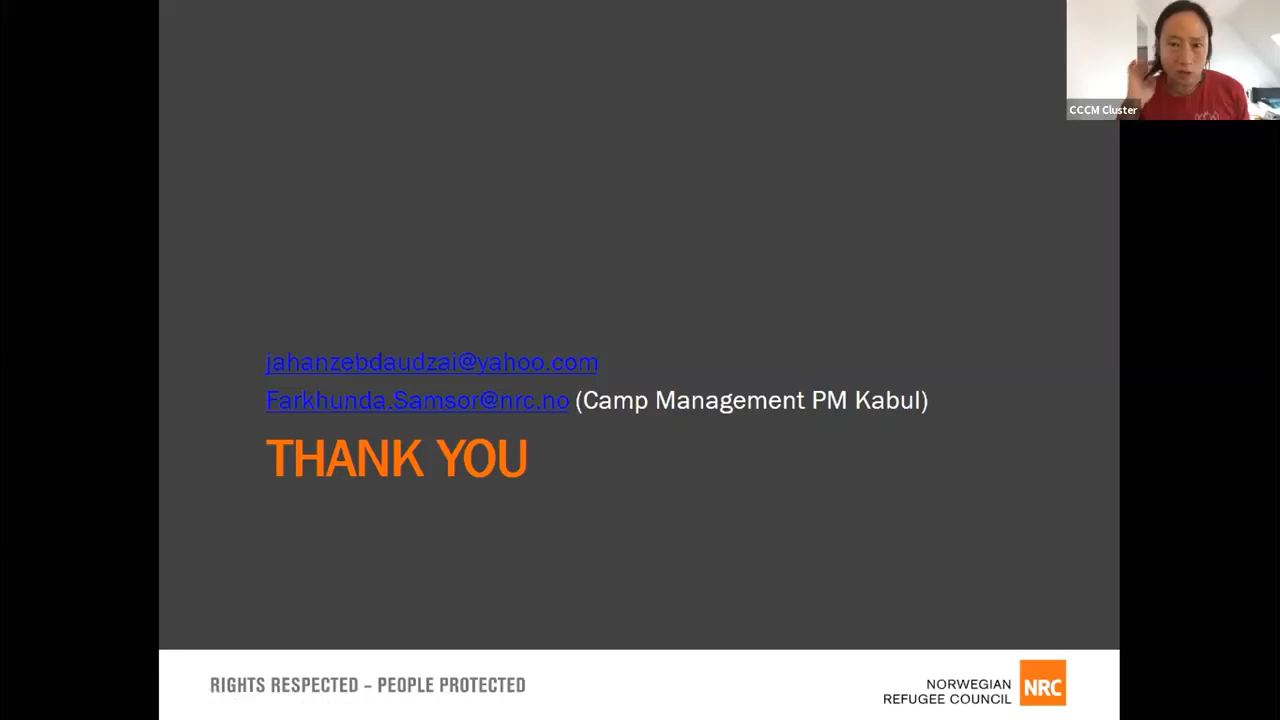 CCCM Cluster
jahanzebdaudzai@yahoo.com
Farkhunda.Samsor@nrc.no (Camp Management PM Kabul)
THANK YOU
RIGHTS RESPECTED – PEOPLE PROTECTED
NORWEGIAN
REFUGEE COUNCIL
NRC